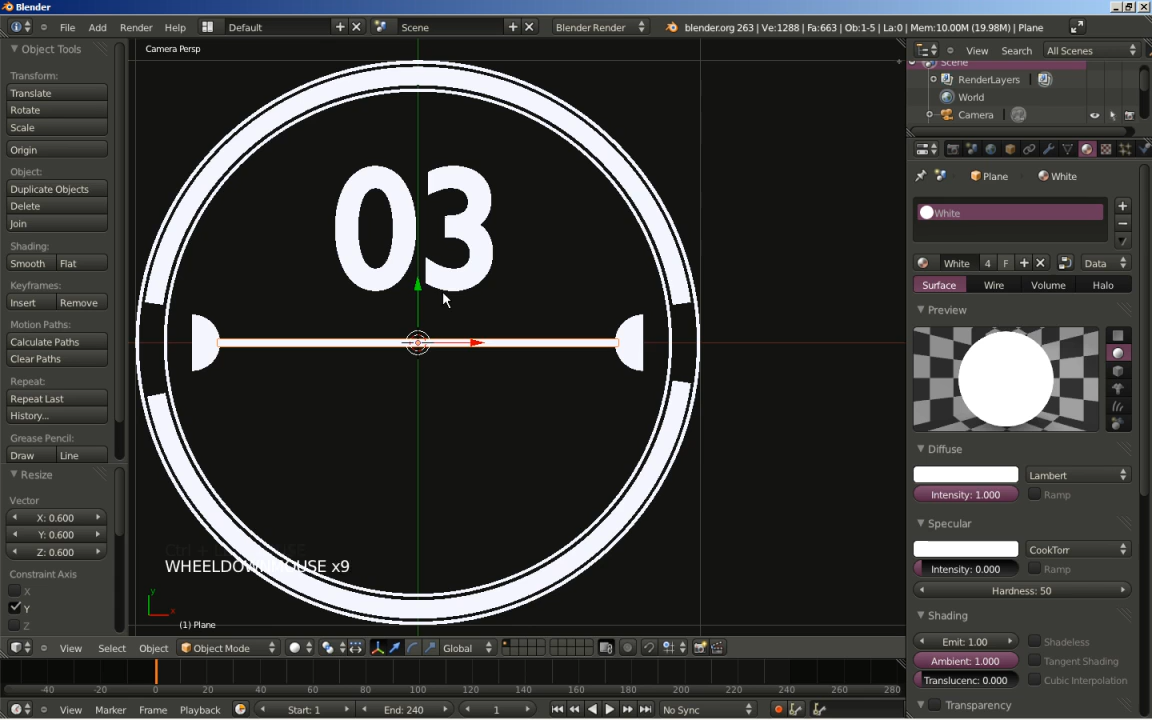 Blender
File Add Render Help Default Scene Blender Render blender.org 263 | Ve:1288 | Fa:663 | Ob:1-5 | La:0 | Mem:10.00M (19.98M) | Plane
Object Tools
Transform:
Translate
Rotate
Scale
Origin
Object:
Duplicate Objects
Delete
Join
Shading:
Smooth Flat
Keyframes:
Insert Remove
Motion Paths:
Calculate Paths
Clear Paths
Repeat:
Repeat Last
History...
Grease Pencil:
Draw Line
Resize
Vector
X: 0.600
Y: 0.600
Z: 0.600
Constraint Axis
X
Y
Z
Camera Persp
03
WHEELDOWNMOUSE x9
y
x
(1) Plane
View Select Object Object Mode Global
-40 -20 0 20 40 60 80 100 120 140 160 180 200 220 240 260 280
View Marker Frame Playback Start: 1 End: 240 1 No Sync
View Search All Scenes
Scene
RenderLayers
World
Camera
Plane White
White
White 4 F Data
Surface Wire Volume Halo
Preview
Diffuse
Lambert
Intensity: 1.000 Ramp
Specular
CookTorr
Intensity: 0.000 Ramp
Hardness: 50
Shading
Emit: 1.00 Shadeless
Ambient: 1.000 Tangent Shading
Translucenc: 0.000 Cubic Interpolation
Transparency